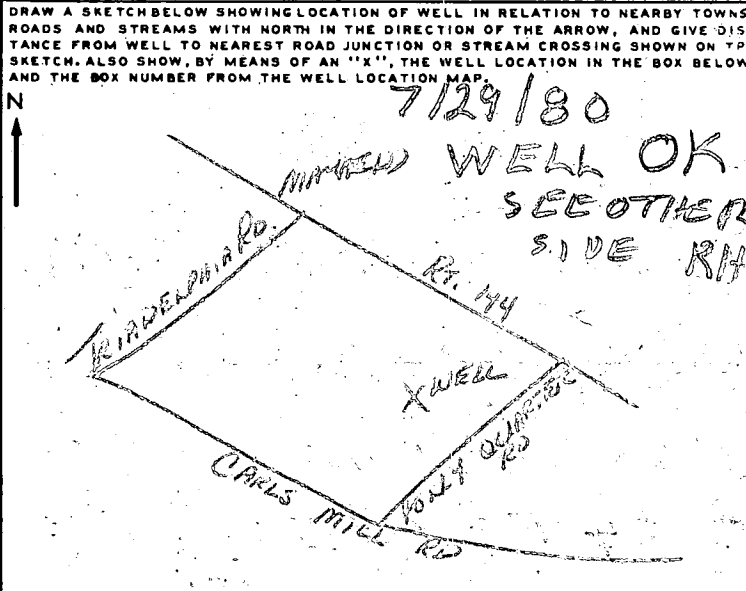 DRAW A SKETCH BELOW SHOWING LOCATION OF WELL IN RELATION TO NEARBY TOWNS
ROADS AND STREAMS WITH NORTH IN THE DIRECTION OF THE ARROW, AND GIVE DIS
TANCE FROM WELL TO NEAREST ROAD JUNCTION OR STREAM CROSSING SHOWN ON
SKETCH. ALSO SHOW, BY MEANS OF AN "X", THE WELL LOCATION IN THE BOX BELOW
AND THE BOX NUMBER FROM THE WELL LOCATION MAP.
N
7/29/80
WELL OK
SEE OTHER
SIDE RH
TRIADELPHIA RD.
RT. 144
X WELL
CARLS MILL RD
QUARTER
RD